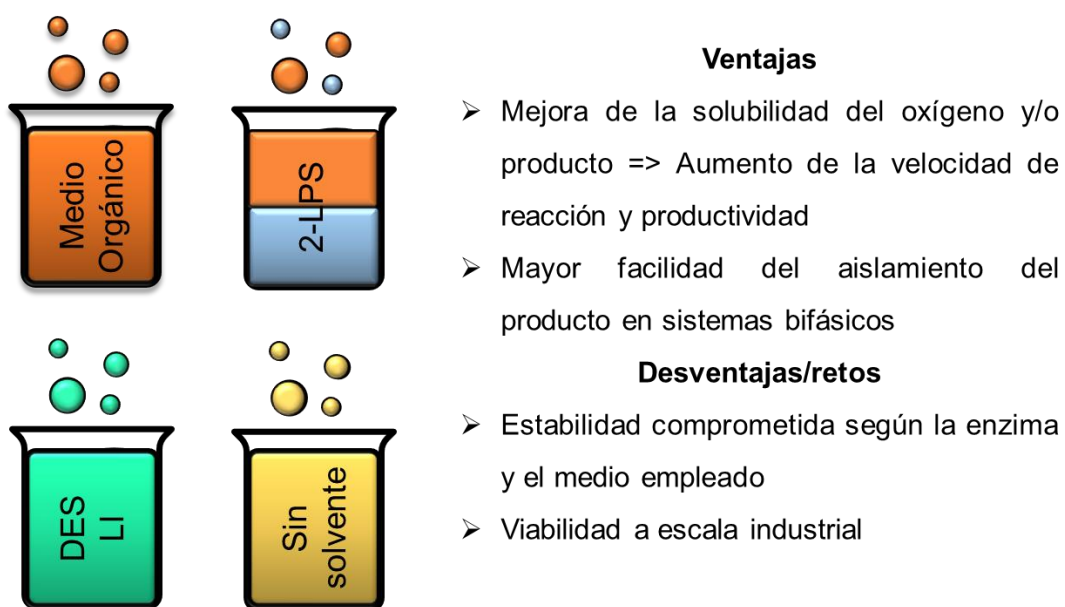 Medio
Orgánico
2-LPS
DES
LI
Sin
solvente
Ventajas
➢ Mejora de la solubilidad del oxígeno y/o
producto => Aumento de la velocidad de
reacción y productividad
➢ Mayor facilidad del aislamiento del
producto en sistemas bifásicos
Desventajas/retos
➢ Estabilidad comprometida según la enzima
y el medio empleado
➢ Viabilidad a escala industrial